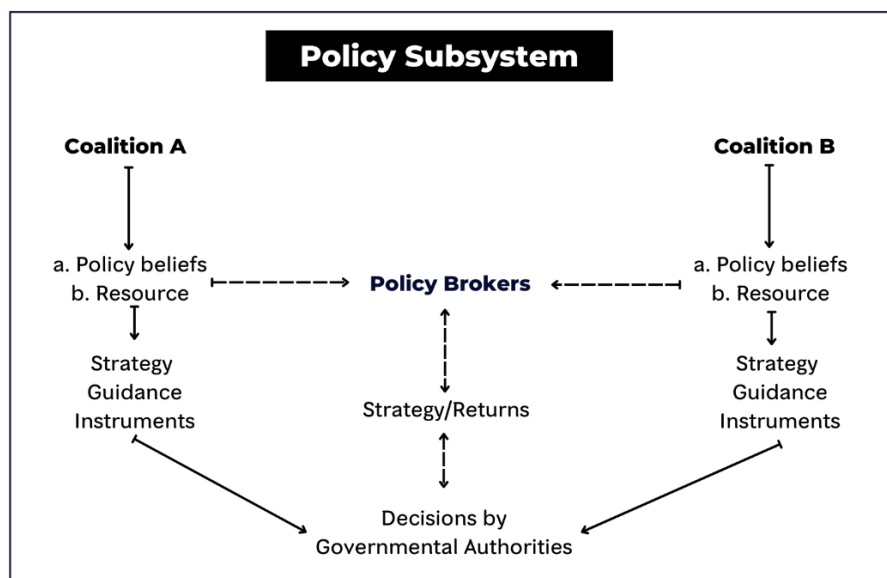 Policy Subsystem
Coalition A
Coalition B
a. Policy beliefs
b. Resource
Policy Brokers
a. Policy beliefs
b. Resource
Strategy
Guidance
Instruments
Strategy/Returns
Strategy
Guidance
Instruments
Decisions by
Governmental Authorities